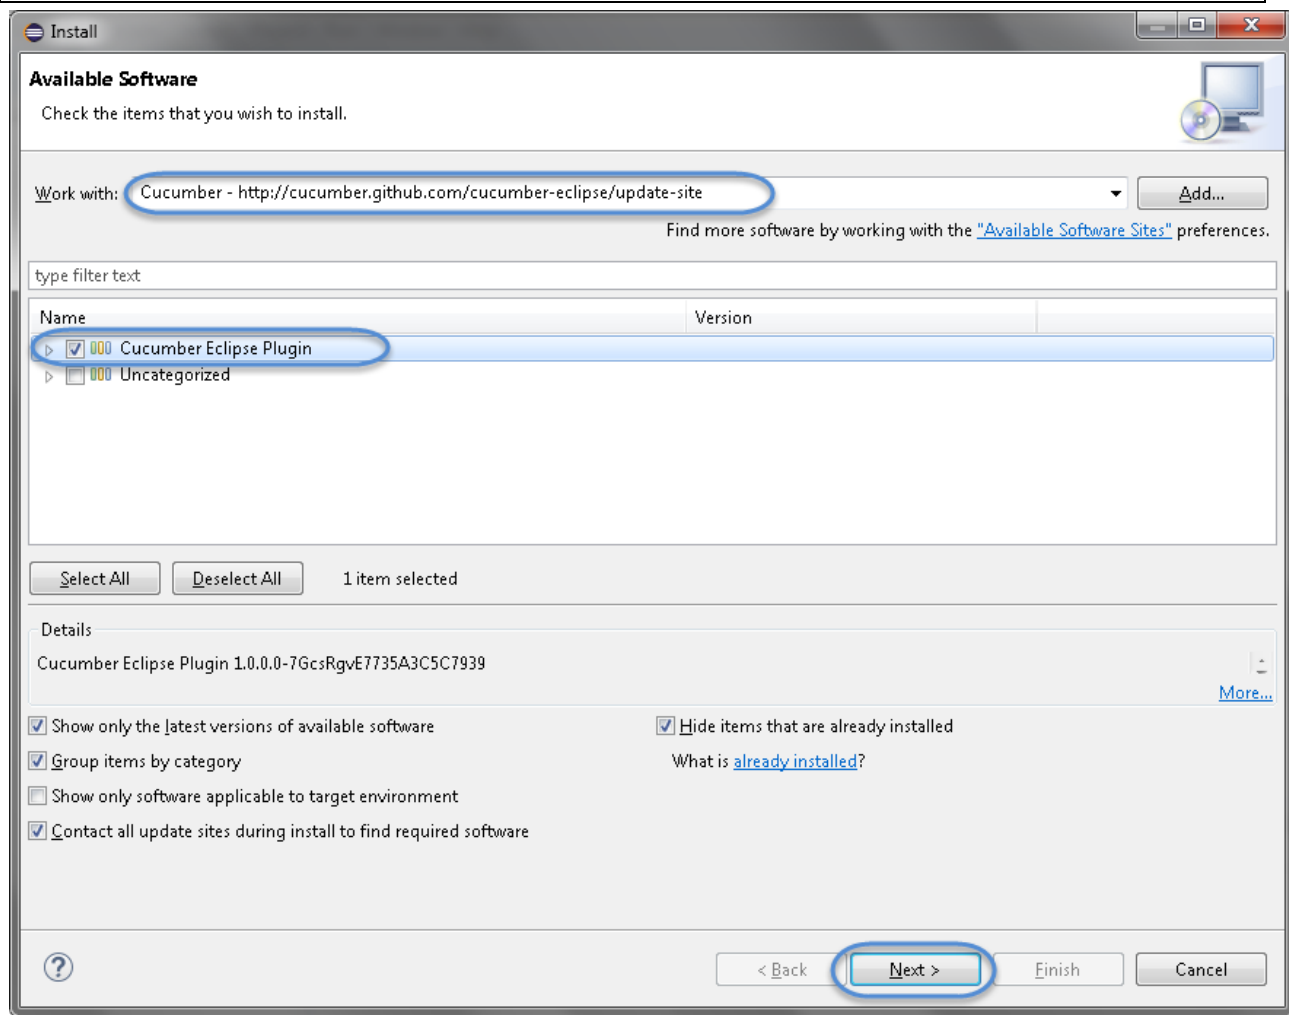 Install
Available Software
Check the items that you wish to install.
Work with: Cucumber - http://cucumber.github.com/cucumber-eclipse/update-site Add...
Find more software by working with the "Available Software Sites" preferences.
type filter text
Name Version
Cucumber Eclipse Plugin
Uncategorized
Select All Deselect All 1 item selected
Details
Cucumber Eclipse Plugin 1.0.0.0-7GcsRgvE7735A3C5C7939
More...
Show only the latest versions of available software Hide items that are already installed
Group items by category What is already installed?
Show only software applicable to target environment
Contact all update sites during install to find required software
? < Back Next > Finish Cancel